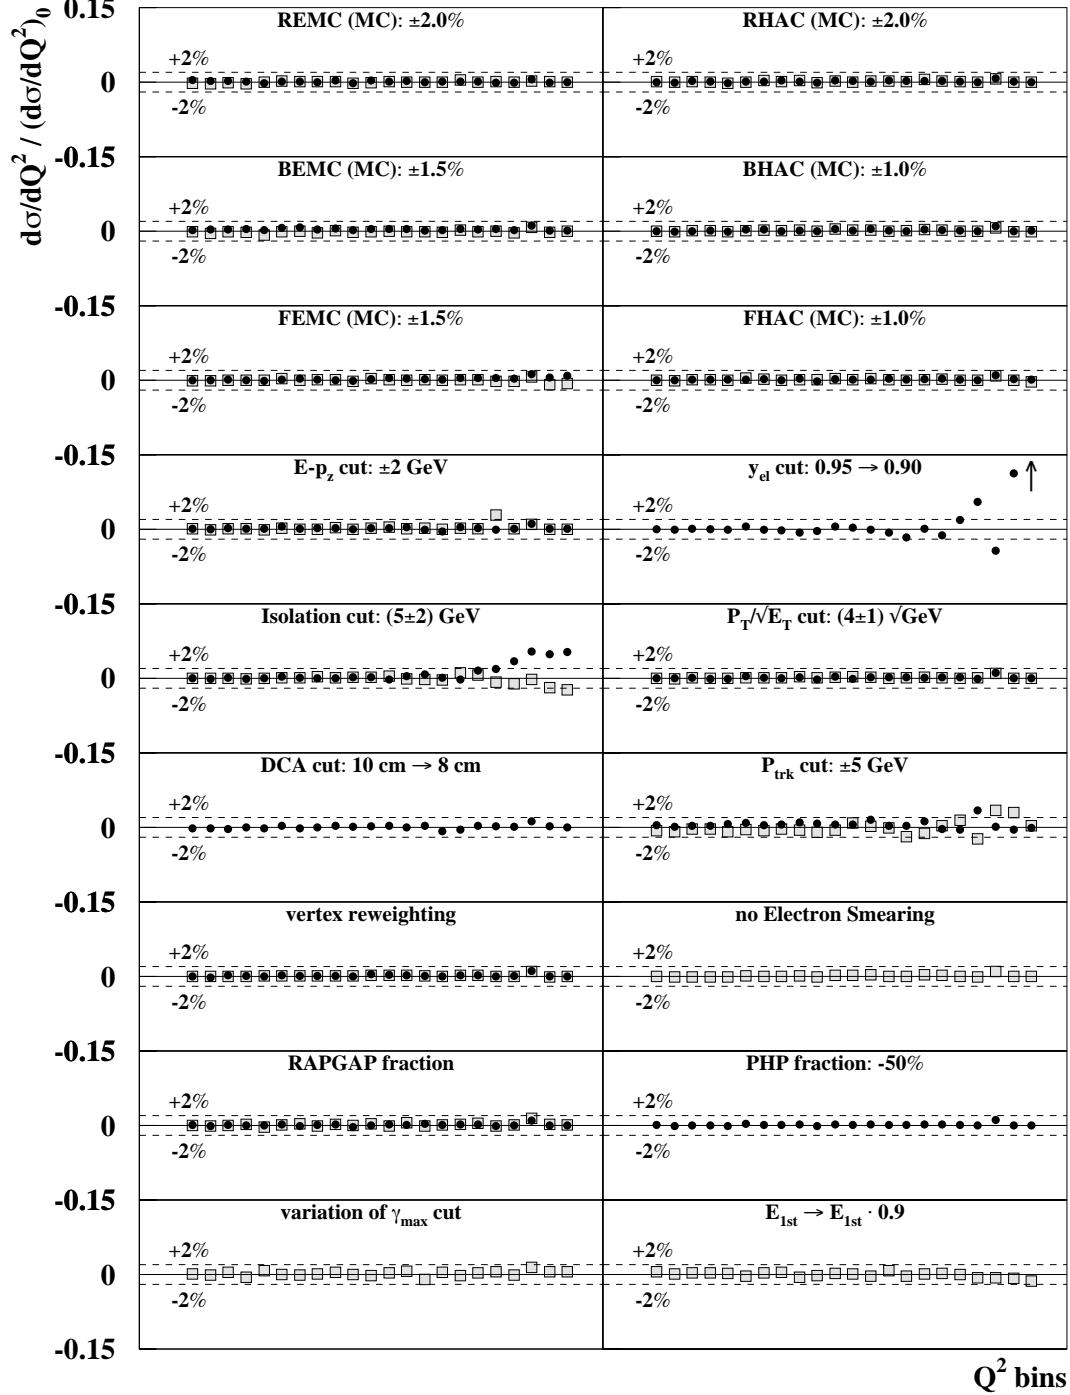 dσ/dQ² / (dσ/dQ²)₀
0.15
REMC (MC): ±2.0%
RHAC (MC): ±2.0%
+2%
+2%
0
-2%
-2%
-0.15
BEMC (MC): ±1.5%
BHAC (MC): ±1.0%
+2%
+2%
0
-2%
-2%
-0.15
FEMC (MC): ±1.5%
FHAC (MC): ±1.0%
+2%
+2%
0
-2%
-2%
-0.15
E-p_z cut: ±2 GeV
y_el cut: 0.95 → 0.90
+2%
+2%
0
-2%
-2%
-0.15
Isolation cut: (5±2) GeV
P_T/√E_T cut: (4±1) √GeV
+2%
+2%
0
-2%
-2%
-0.15
DCA cut: 10 cm → 8 cm
P_trk cut: ±5 GeV
+2%
+2%
0
-2%
-2%
-0.15
vertex reweighting
no Electron Smearing
+2%
+2%
0
-2%
-2%
-0.15
RAPGAP fraction
PHP fraction: -50%
+2%
+2%
0
-2%
-2%
-0.15
variation of γ_max cut
E_1st → E_1st · 0.9
+2%
+2%
0
-2%
-2%
-0.15
Q² bins